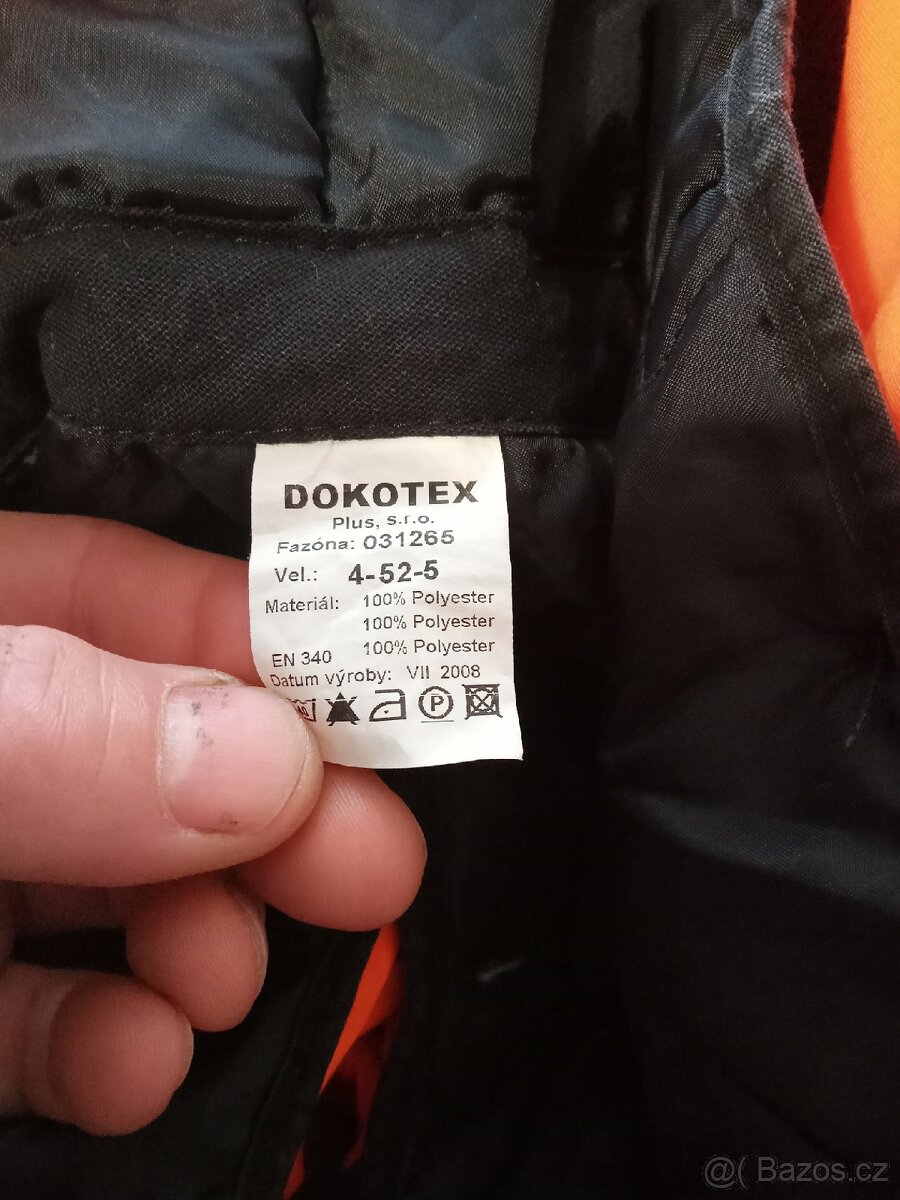 DOKOTEX
Plus, s.r.o.
Fazóna: 031265
Vel.: 4-52-5
Materiál: 100% Polyester
100% Polyester
100% Polyester
EN 340
Datum výroby: VII 2008
P
@( Bazos.cz